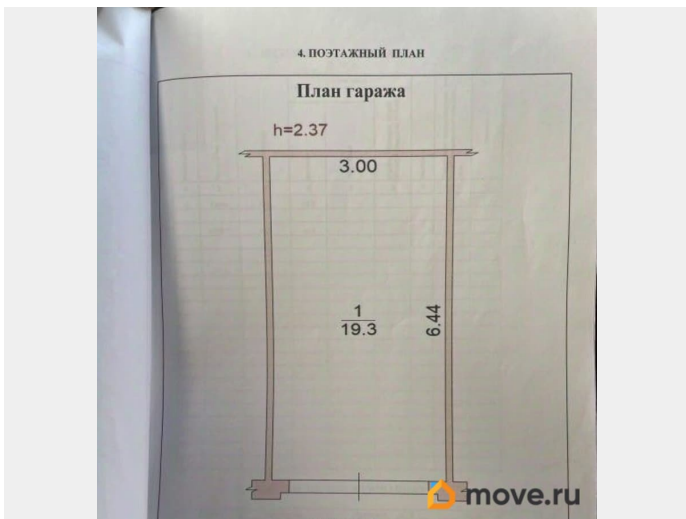 4. ПОЭТАЖНЫЙ ПЛАН
План гаража
h=2.37
3.00
1
19.3
6.44
move.ru